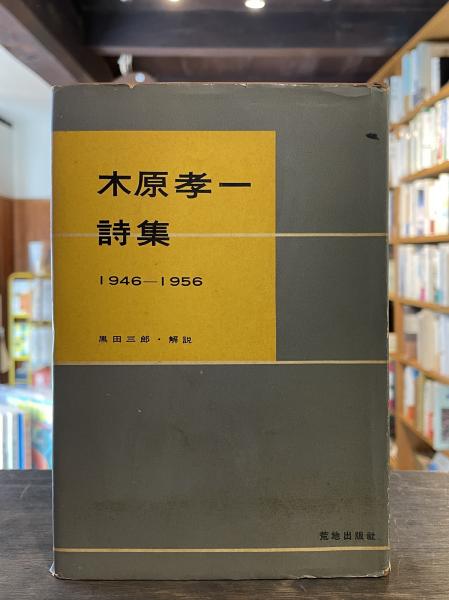 木原孝一
詩集
1946—1956
黒田三郎・解説
荒地出版社